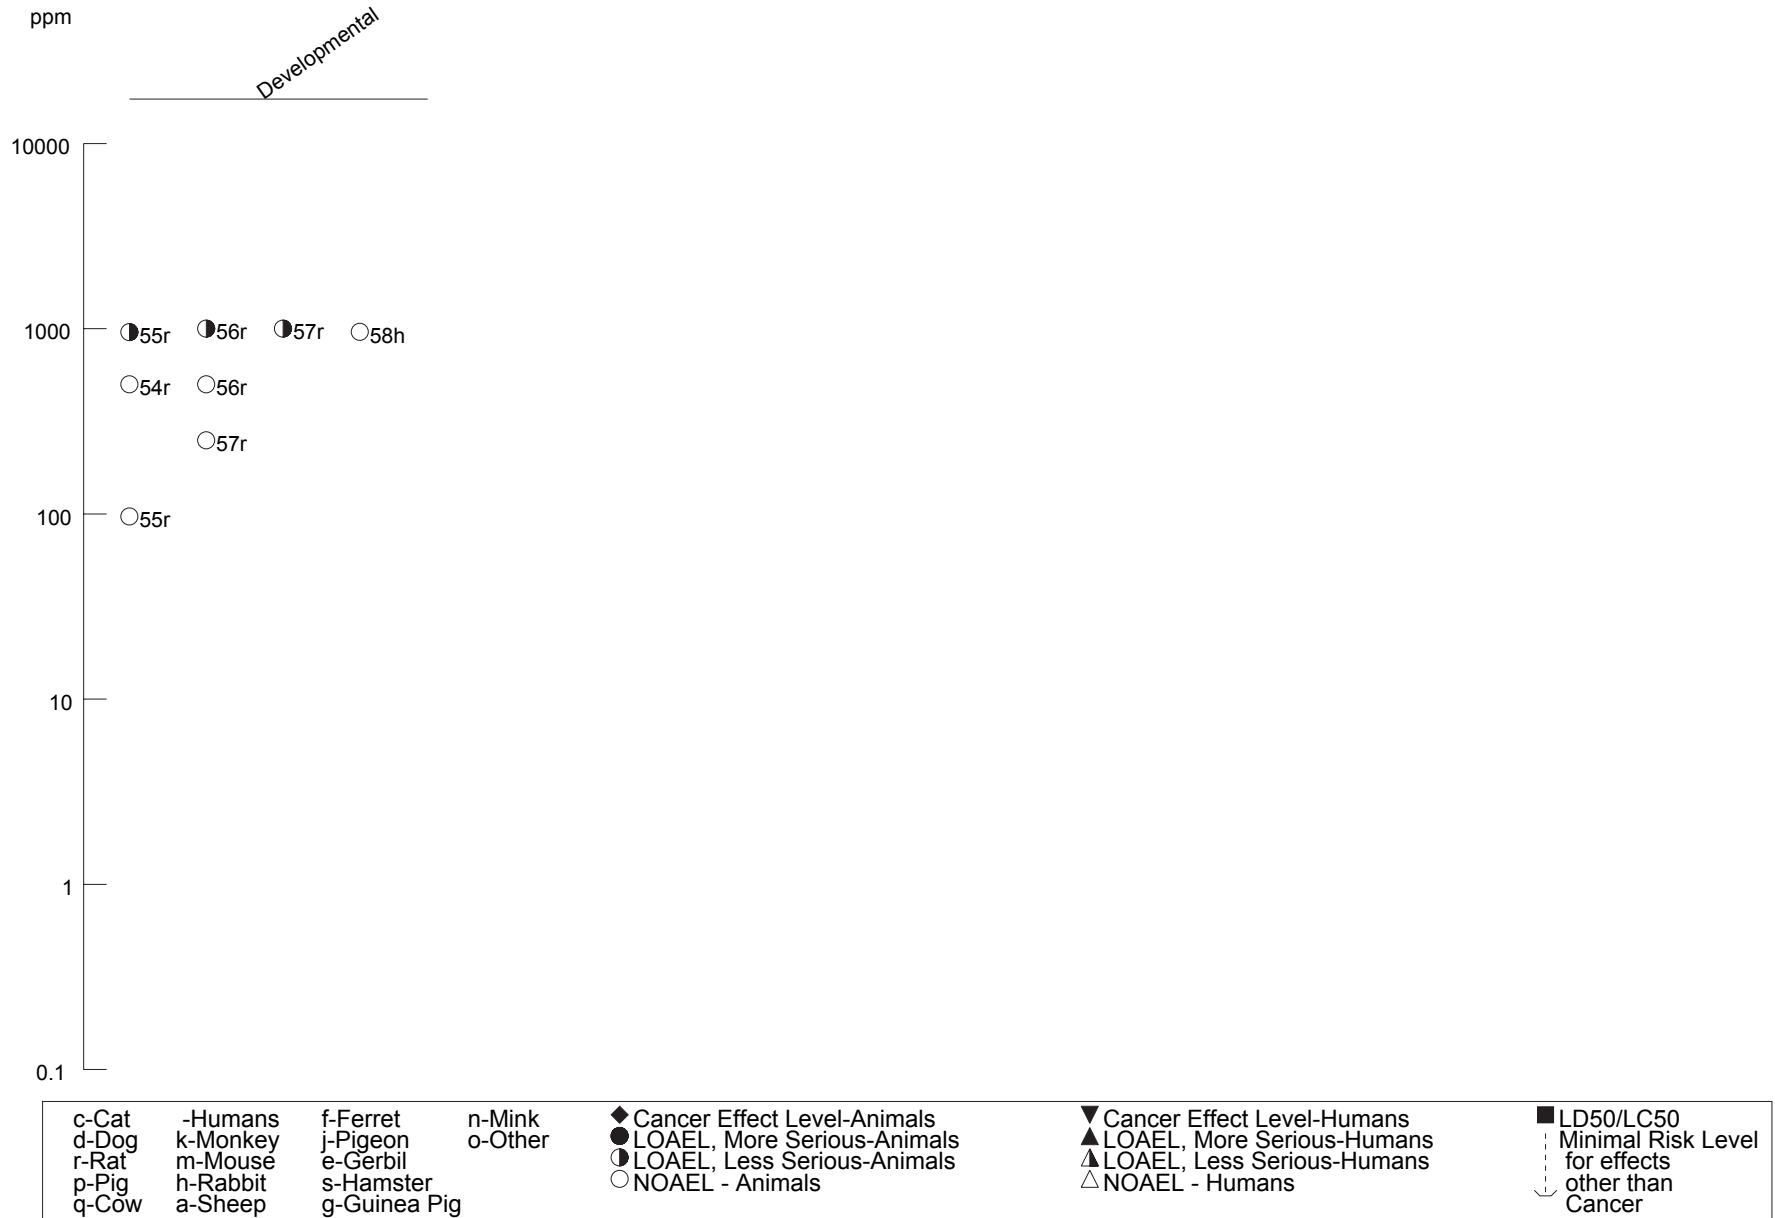 ppm
Developmental
10000
1000
55r
56r
57r
58h
54r
56r
57r
100
55r
10
1
0.1
c-Cat -Humans f-Ferret n-Mink
d-Dog k-Monkey j-Pigeon o-Other
r-Rat m-Mouse e-Gerbil
p-Pig h-Rabbit s-Hamster
q-Cow a-Sheep g-Guinea Pig
Cancer Effect Level-Animals
LOAEL, More Serious-Animals
LOAEL, Less Serious-Animals
NOAEL - Animals
Cancer Effect Level-Humans
LOAEL, More Serious-Humans
LOAEL, Less Serious-Humans
NOAEL - Humans
LD50/LC50
Minimal Risk Level
for effects
other than
Cancer